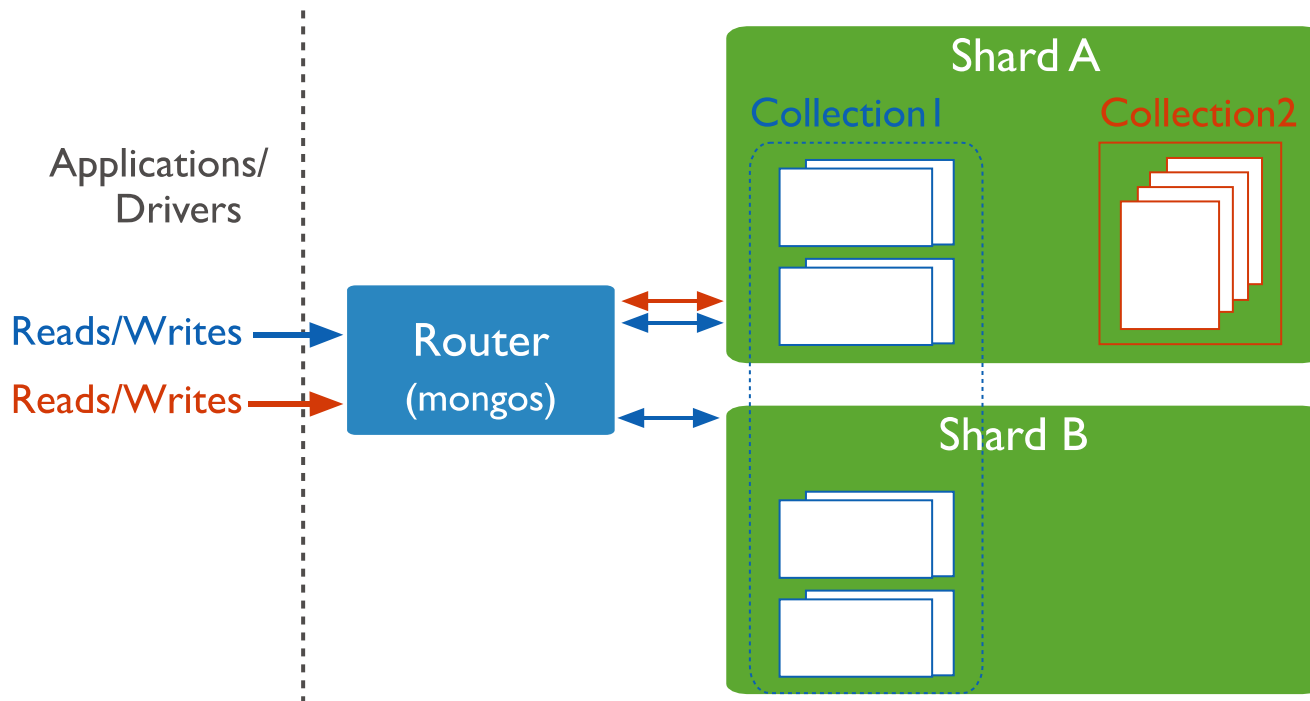 Applications/
Drivers
Reads/Writes
Reads/Writes
Router
(mongos)
Shard A
Collection1
Collection2
Shard B